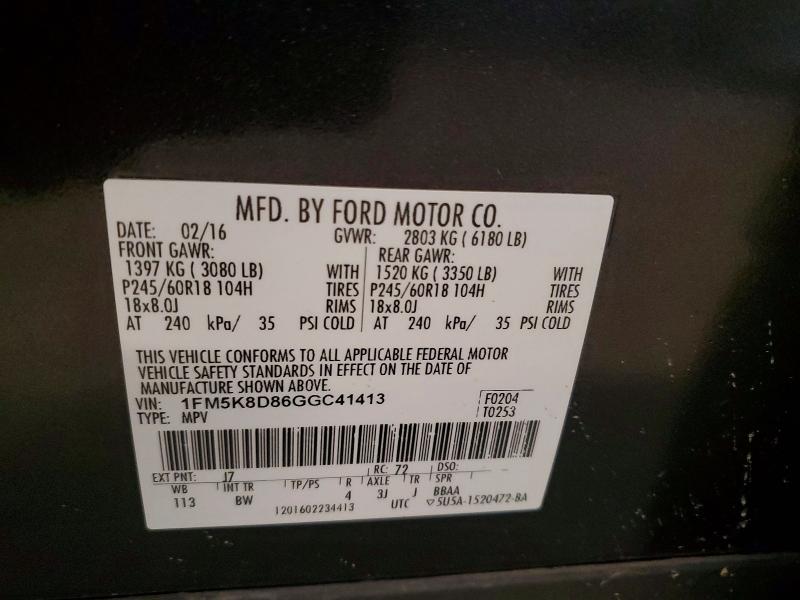 MFD. BY FORD MOTOR CO.
DATE: 02/16 GVWR: 2803 KG ( 6180 LB)
FRONT GAWR: REAR GAWR:
1397 KG ( 3080 LB) WITH 1520 KG ( 3350 LB) WITH
P245/60R18 104H TIRES P245/60R18 104H TIRES
18x8.0J RIMS 18x8.0J RIMS
AT 240 kPa/ 35 PSI COLD AT 240 kPa/ 35 PSI COLD
THIS VEHICLE CONFORMS TO ALL APPLICABLE FEDERAL MOTOR
VEHICLE SAFETY STANDARDS IN EFFECT ON THE DATE OF
MANUFACTURE SHOWN ABOVE.
VIN: 1FM5K8D86GGC41413 F0204
TYPE: MPV T0253
EXT PNT: J7 RC: 72 DSO:
WB INT TR TP/PS R AXLE TR SPR
113 BW 4 3J J BBAA
1201602234413 UTC ▽5U5A-1520472-BA